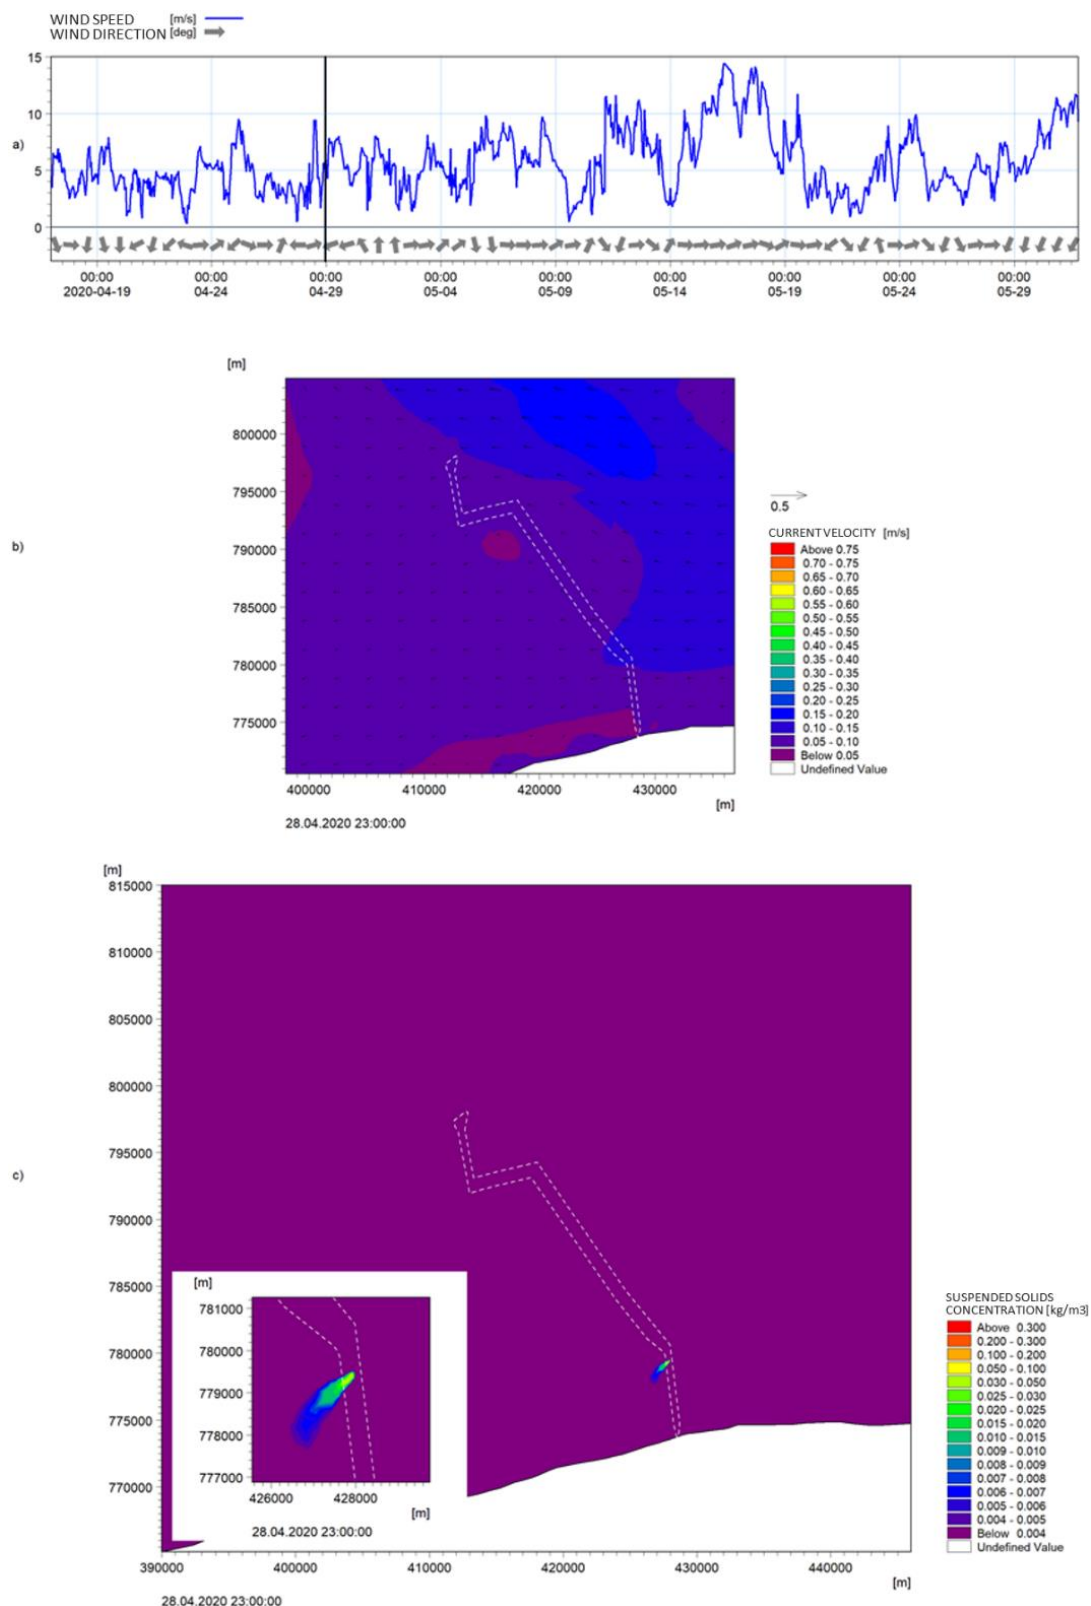 WIND SPEED [m/s]
WIND DIRECTION [deg]
15
10
a)
5
0
00:00 00:00 00:00 00:00 00:00 00:00 00:00 00:00 00:00
2020-04-19 04-24 04-29 05-04 05-09 05-14 05-19 05-24 05-29
[m]
800000
795000
0.5
CURRENT VELOCITY [m/s]
b)
790000
785000
780000
775000
Above 0.75
0.70 - 0.75
0.65 - 0.70
0.60 - 0.65
0.55 - 0.60
0.50 - 0.55
0.45 - 0.50
0.40 - 0.45
0.35 - 0.40
0.30 - 0.35
0.25 - 0.30
0.20 - 0.25
0.15 - 0.20
0.10 - 0.15
0.05 - 0.10
Below 0.05
Undefined Value
400000 410000 420000 430000
[m]
28.04.2020 23:00:00
[m]
815000
810000
805000
800000
795000
c)
790000
785000
780000
775000
770000
[m]
781000
780000
779000
778000
777000
426000 428000
[m]
28.04.2020 23:00:00
SUSPENDED SOLIDS
CONCENTRATION [kg/m3]
Above 0.300
0.200 - 0.300
0.100 - 0.200
0.050 - 0.100
0.030 - 0.050
0.025 - 0.030
0.020 - 0.025
0.015 - 0.020
0.010 - 0.015
0.009 - 0.010
0.008 - 0.009
0.007 - 0.008
0.006 - 0.007
0.005 - 0.006
0.004 - 0.005
Below 0.004
Undefined Value
390000 400000 410000 420000 430000 440000
[m]
28.04.2020 23:00:00